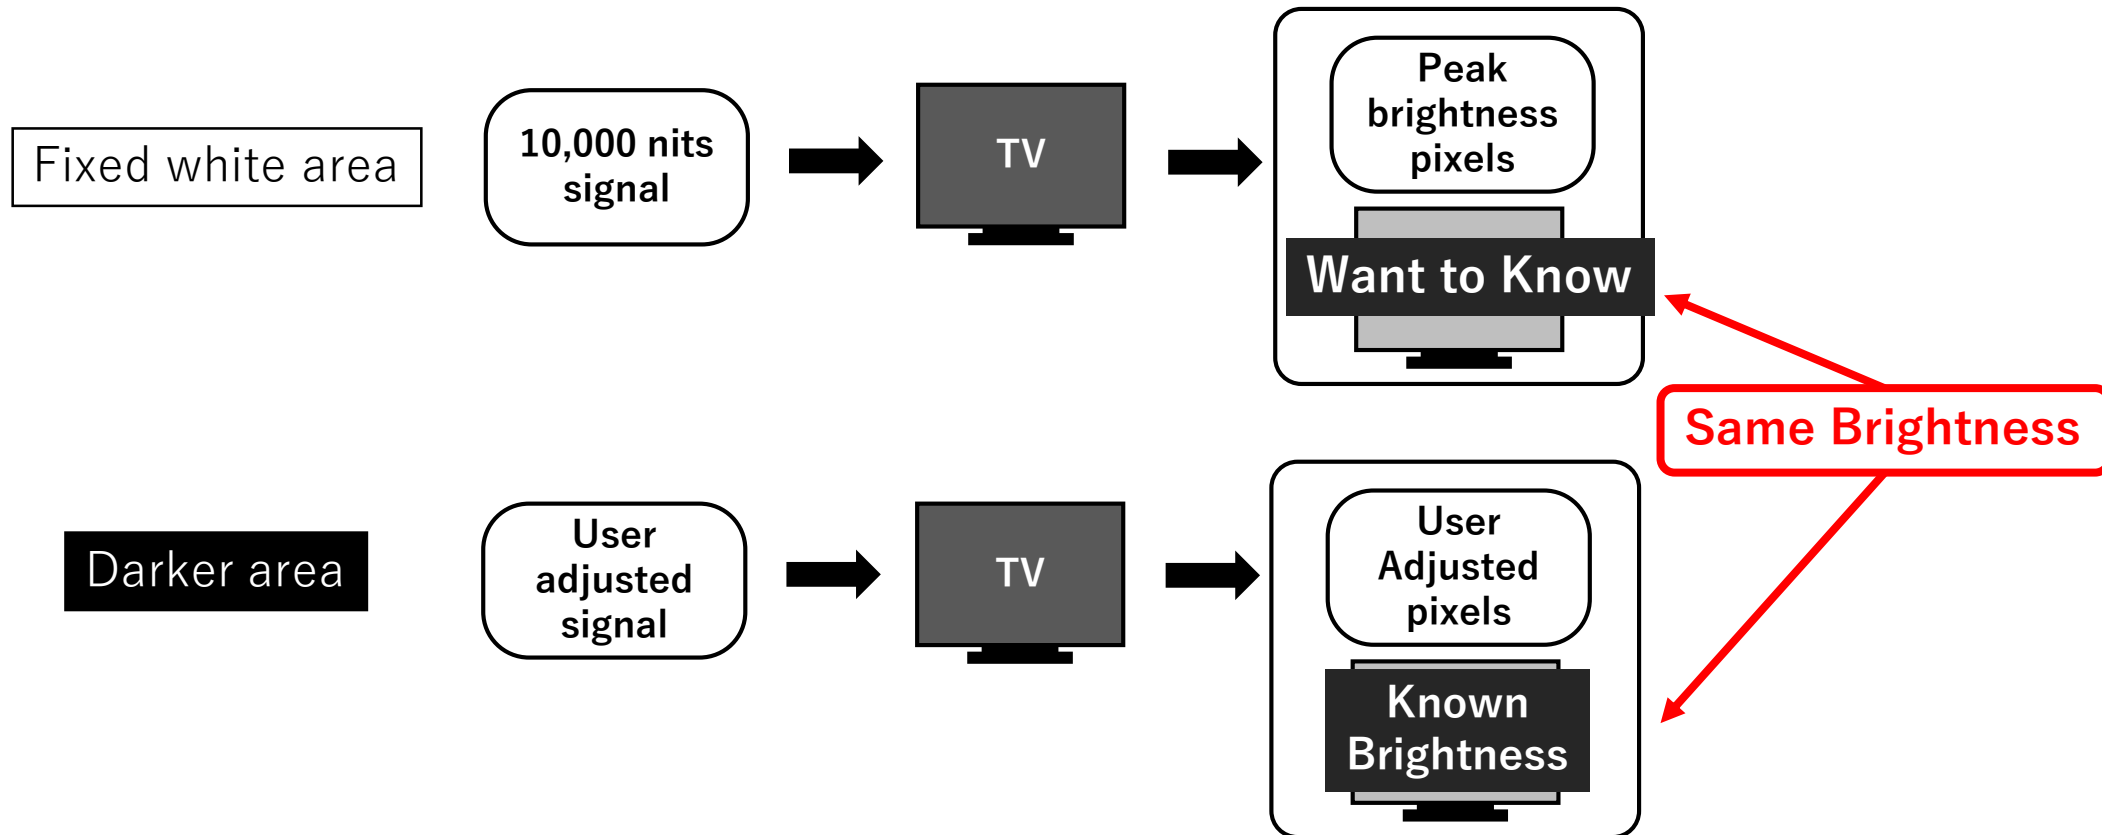 Fixed white area
10,000 nits
signal
TV
Peak
brightness
pixels
Want to Know
Same Brightness
Darker area
User
adjusted
signal
TV
User
Adjusted
pixels
Known
Brightness